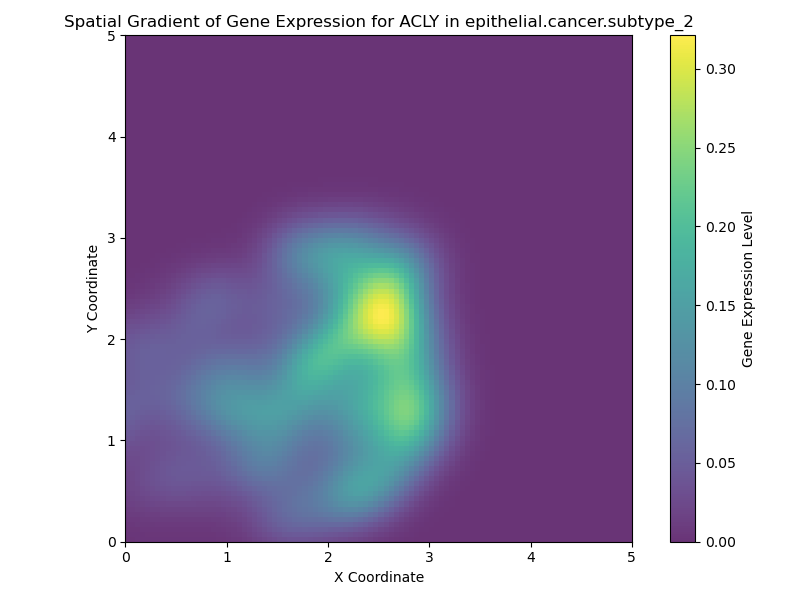 Spatial Gradient of Gene Expression for ACLY in epithelial.cancer.subtype_2
5
4
3
2
1
0
Y Coordinate
0 1 2 3 4 5
X Coordinate
0.30
0.25
0.20
0.15
0.10
0.05
0.00
Gene Expression Level